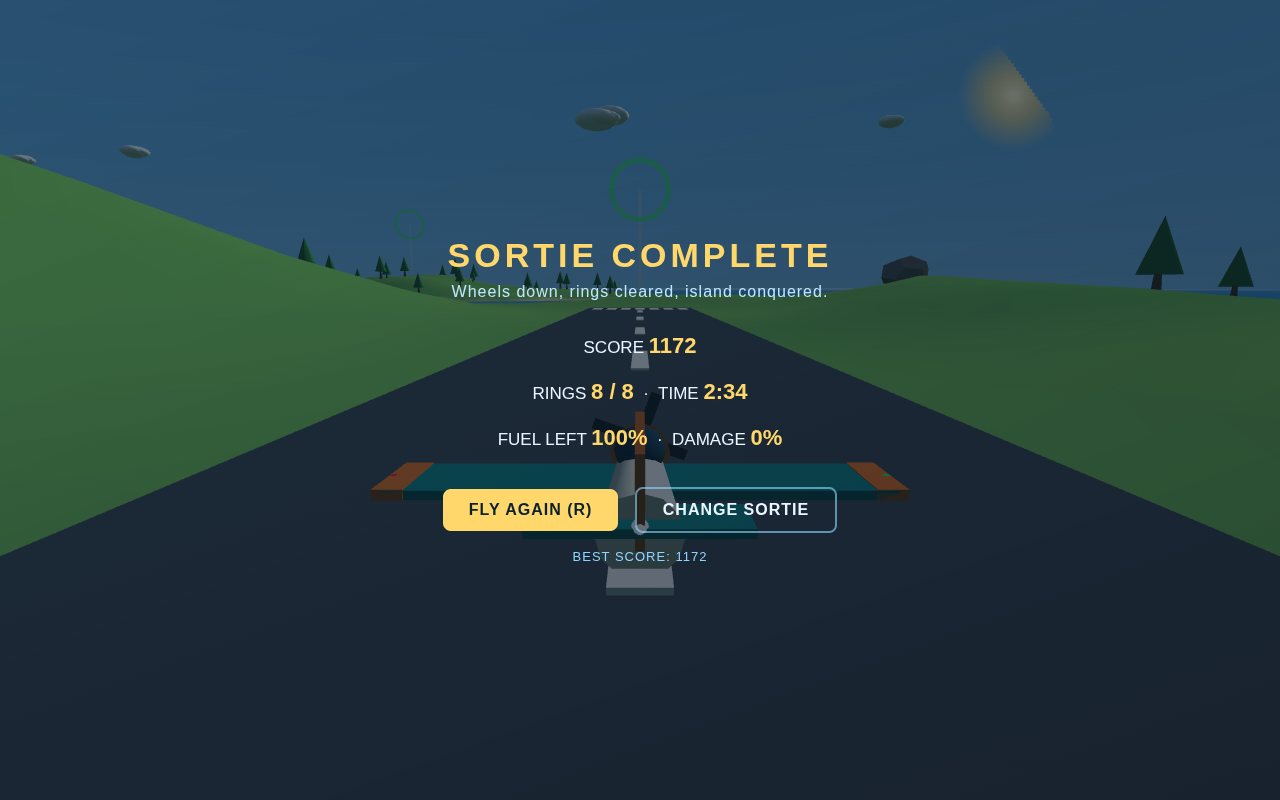 SORTIE COMPLETE
Wheels down, rings cleared, island conquered.
SCORE 1172
RINGS 8 / 8 · TIME 2:34
FUEL LEFT 100% · DAMAGE 0%
FLY AGAIN (R) CHANGE SORTIE
BEST SCORE: 1172